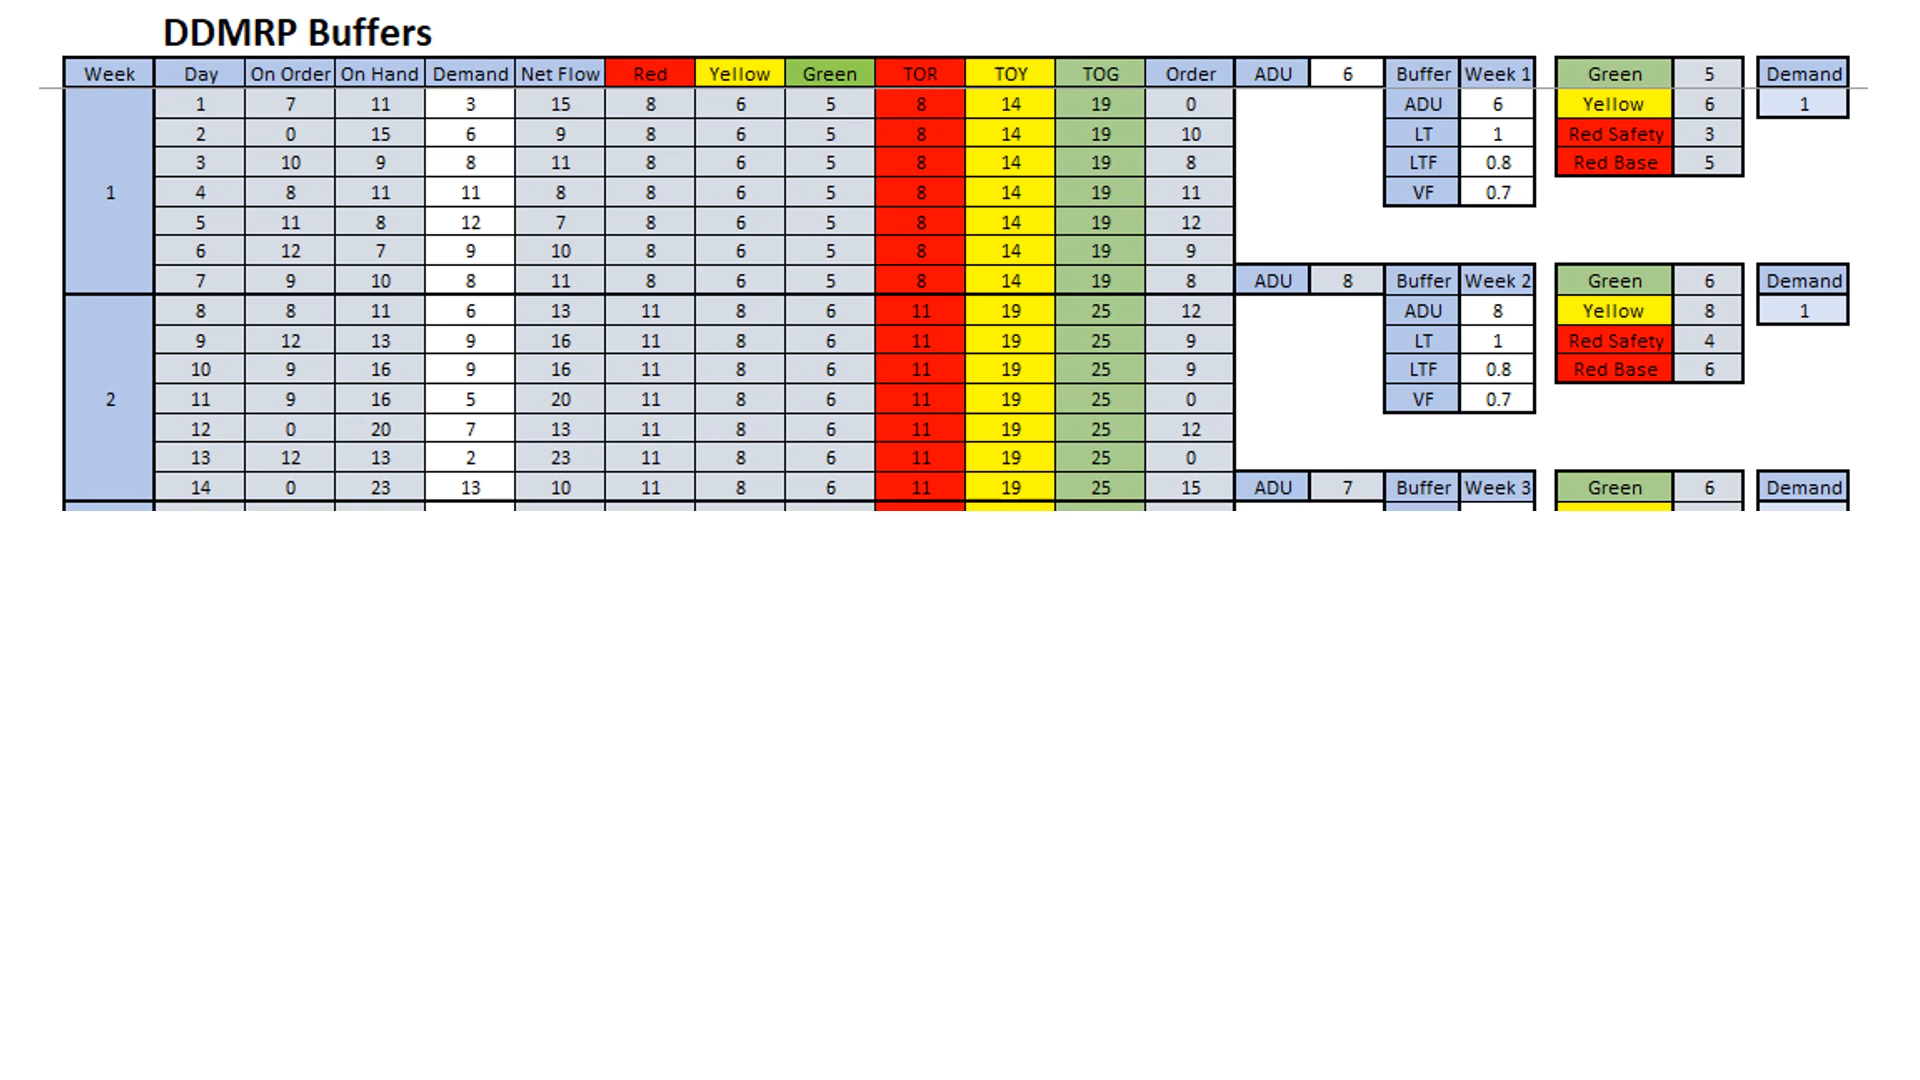 DDMRP Buffers
Week Day On Order On Hand Demand Net Flow Red Yellow Green TOR TOY TOG Order ADU 6 Buffer Week 1 Green 5 Demand
1 7 11 3 15 8 6 5 8 14 19 0 ADU 6 Yellow 6 1
2 0 15 6 9 8 6 5 8 14 19 10 LT 1 Red Safety 3
3 10 9 8 11 8 6 5 8 14 19 8 LTF 0.8 Red Base 5
1 4 8 11 11 8 8 6 5 8 14 19 11 VF 0.7
5 11 8 12 7 8 6 5 8 14 19 12
6 12 7 9 10 8 6 5 8 14 19 9
7 9 10 8 11 8 6 5 8 14 19 8 ADU 8 Buffer Week 2 Green 6 Demand
8 8 11 6 13 11 8 6 11 19 25 12 ADU 8 Yellow 8 1
9 12 13 9 16 11 8 6 11 19 25 9 LT 1 Red Safety 4
10 9 16 9 16 11 8 6 11 19 25 9 LTF 0.8 Red Base 6
2 11 9 16 5 20 11 8 6 11 19 25 0 VF 0.7
12 0 20 7 13 11 8 6 11 19 25 12
13 12 13 2 23 11 8 6 11 19 25 0
14 0 23 13 10 11 8 6 11 19 25 15 ADU 7 Buffer Week 3 Green 6 Demand